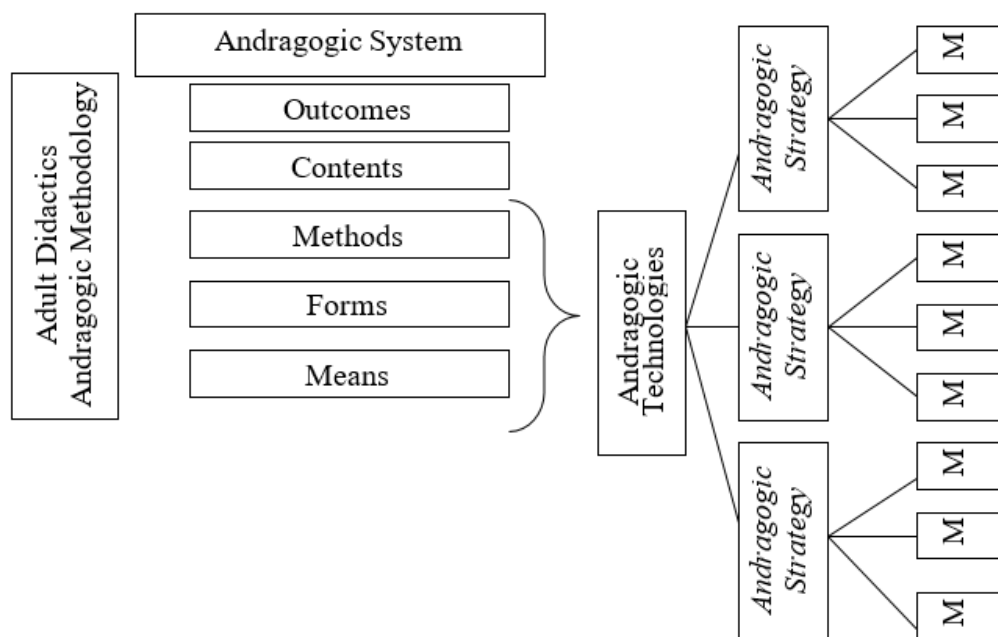 Andragogic System
Adult Didactics
Andragogic Methodology
Outcomes
Contents
Methods
Forms
Means
Andragogic
Technologies
Andragogic
Strategy
M
M
M
Andragogic
Strategy
M
M
M
Andragogic
Strategy
M
M
M